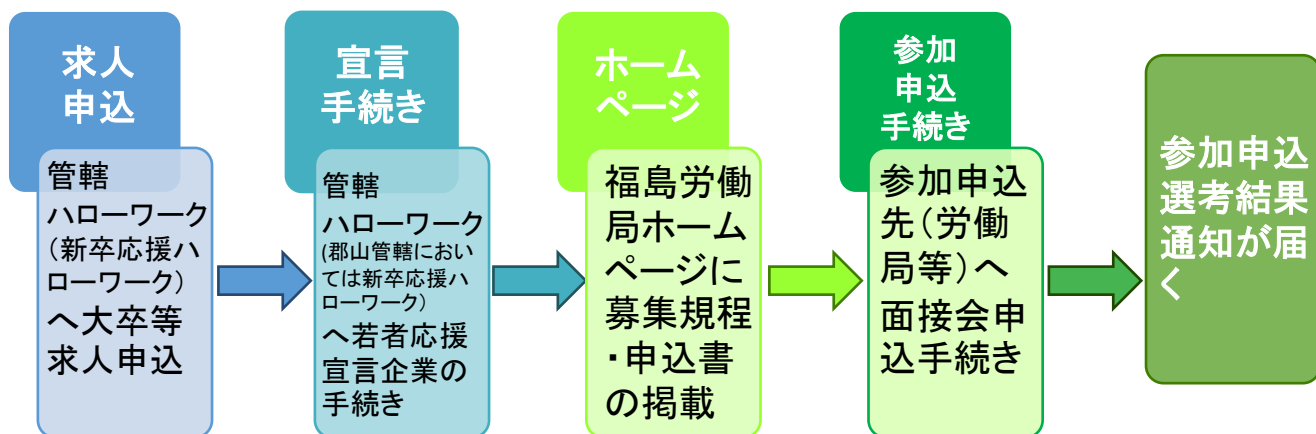 求人
申込
管轄
ハローワーク
(新卒応援ハ
ローワーク)
へ大卒等
求人申込
宣言
手続き
管轄
ハローワーク
(郡山管轄におい
ては新卒応援ハ
ローワーク)
へ若者応援
宣言企業の
手続き
ホーム
ページ
福島労働
局ホーム
ページに
募集規程
・申込書
の掲載
参加
申込
手続き
参加申込
先(労働
局等)へ
面接会申
込手続き
参加申込
選考結果
通知が届
く